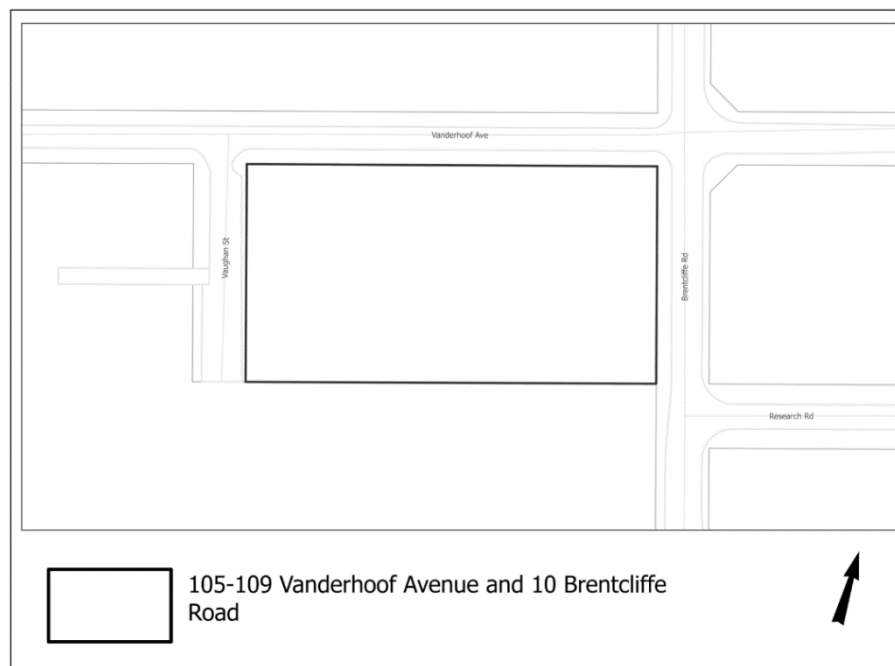 Vanderhoof Ave
Vaughan St
Brentcliffe Rd
Research Rd
105-109 Vanderhoof Avenue and 10 Brentcliffe
Road